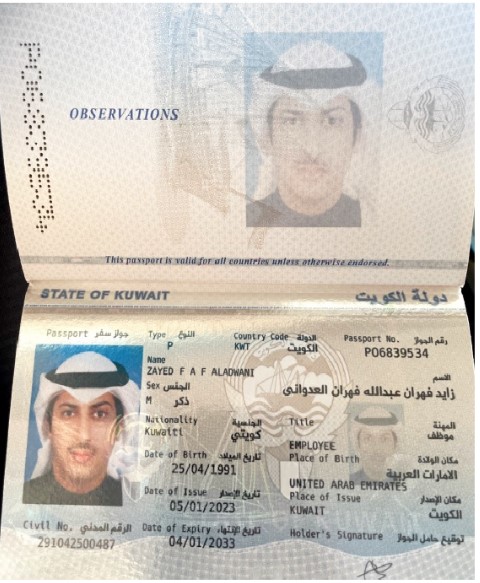 OBSERVATIONS
This passport is valid for all countries unless otherwise endorsed.
STATE OF KUWAIT دولة الكويت
Passport جواز سفر Type النوع Country Code الدولة Passport No. رقم الجواز
P KWT الكويت P06839534
Name الاسم
ZAYED F A F ALADWANI
زايد فهران عبدالله فهران العدواني
Sex الجنس
M ذكر
Nationality الجنسية Title المهنة
Kuwaiti كويتي موظف
EMPLOYEE
Date of Birth تاريخ الميلاد Place of Birth مكان الولادة
25/04/1991 الامارات العربية
UNITED ARAB EMIRATES
Date of Issue تاريخ الإصدار Place of Issue مكان الإصدار
05/01/2023 KUWAIT الكويت
Civil No. الرقم المدني Date of Expiry تاريخ الإنتهاء Holder's Signature توقيع حامل الجواز
291042500487 04/01/2033